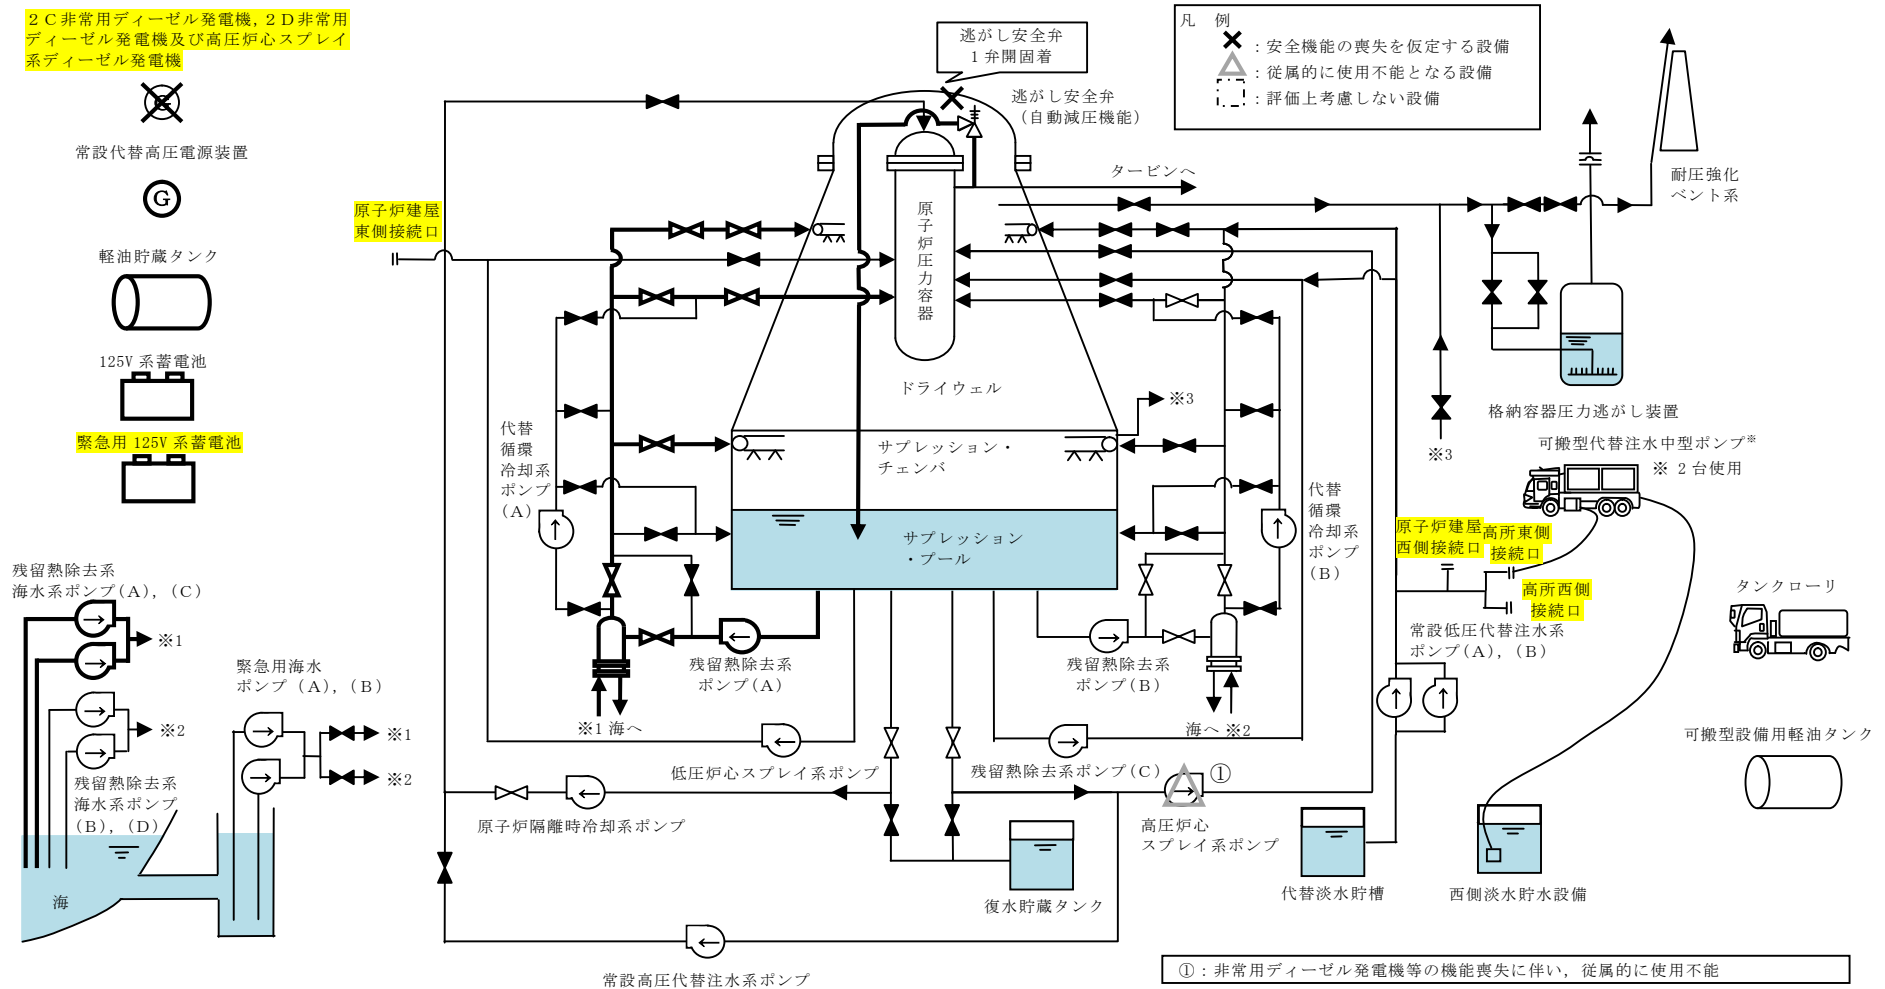 ２Ｃ非常用ディーゼル発電機，２Ｄ非常用
ディーゼル発電機及び高圧炉心スプレイ
系ディーゼル発電機
G
常設代替高圧電源装置
G
軽油貯蔵タンク
125V 系蓄電池
緊急用 125V 系蓄電池
逃がし安全弁
１弁開固着
逃がし安全弁
（自動減圧機能）
凡　例
：安全機能の喪失を仮定する設備
：従属的に使用不能となる設備
：評価上考慮しない設備
耐圧強化
ベント系
タービンへ
原子炉建屋
東側接続口
原子炉圧力容器
ドライウェル
※3
サプレッション・
チェンバ
サプレッション
・プール
代替
循環
冷却系
ポンプ
（A）
代替
循環
冷却系
ポンプ
（B）
格納容器圧力逃がし装置
※3
可搬型代替注水中型ポンプ※
※ ２台使用
原子炉建屋
西側接続口
高所東側
接続口
高所西側
接続口
タンクローリ
可搬型設備用軽油タンク
常設低圧代替注水系
ポンプ（A），（B）
残留熱除去系
海水系ポンプ（A），（C）
※1
※2
残留熱除去系
海水系ポンプ
（B），（D）
海
緊急用海水
ポンプ（A），（B）
※1
※2
残留熱除去系
ポンプ（A）
※1 海へ
残留熱除去系
ポンプ（B）
海へ ※2
低圧炉心スプレイ系ポンプ
残留熱除去系ポンプ（C）
①
原子炉隔離時冷却系ポンプ
高圧炉心
スプレイ系ポンプ
復水貯蔵タンク
代替淡水貯槽
西側淡水貯水設備
常設高圧代替注水系ポンプ
①：非常用ディーゼル発電機等の機能喪失に伴い，従属的に使用不能